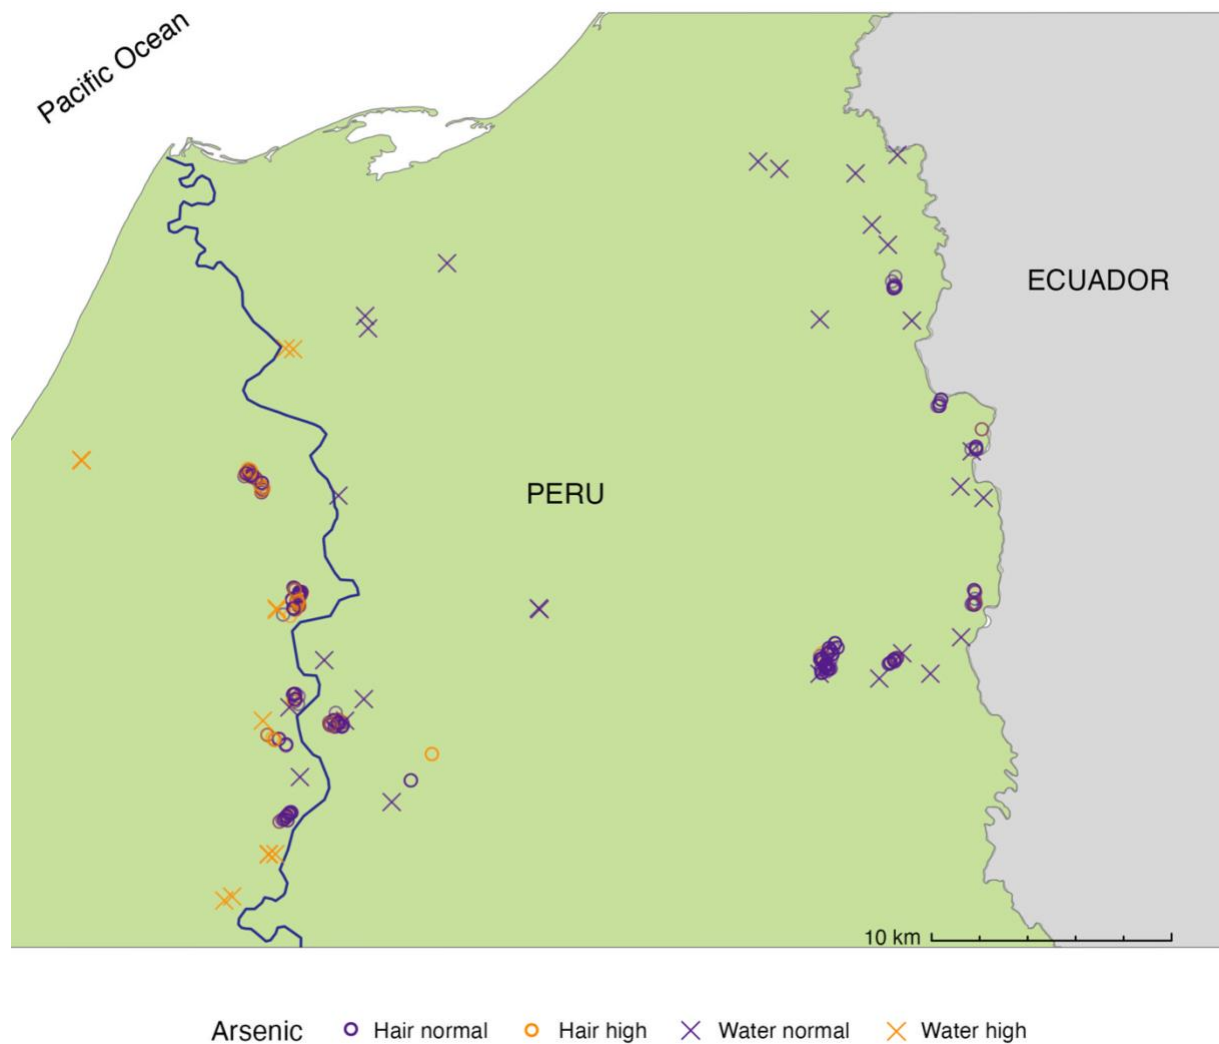 Pacific Ocean
ECUADOR
PERU
10 km
Arsenic Hair normal Hair high Water normal Water high